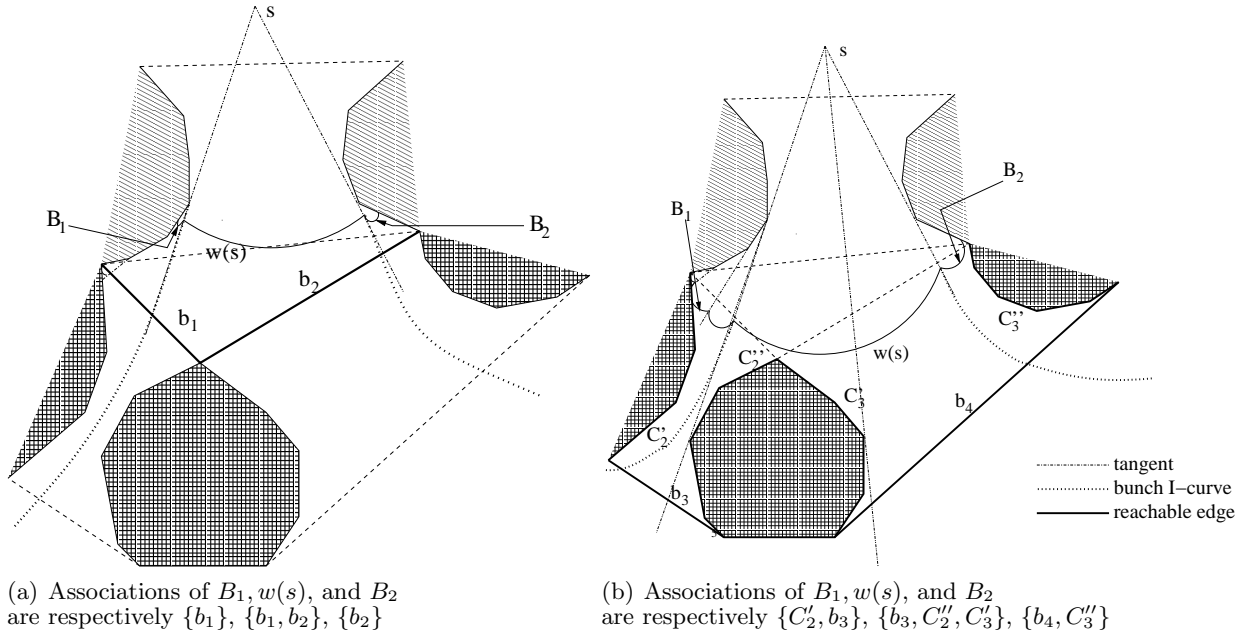 s
B₁
B₂
w(s)
b₂
b₁
s
B₂
B₁
C₃''
w(s)
C₂''
C₃'
b₄
C₂'
b₃
tangent
bunch I–curve
reachable edge
(a) Associations of B₁, w(s), and B₂
are respectively {b₁}, {b₁, b₂}, {b₂}
(b) Associations of B₁, w(s), and B₂
are respectively {C₂′, b₃}, {b₃, C₂″, C₃′}, {b₄, C₃″}